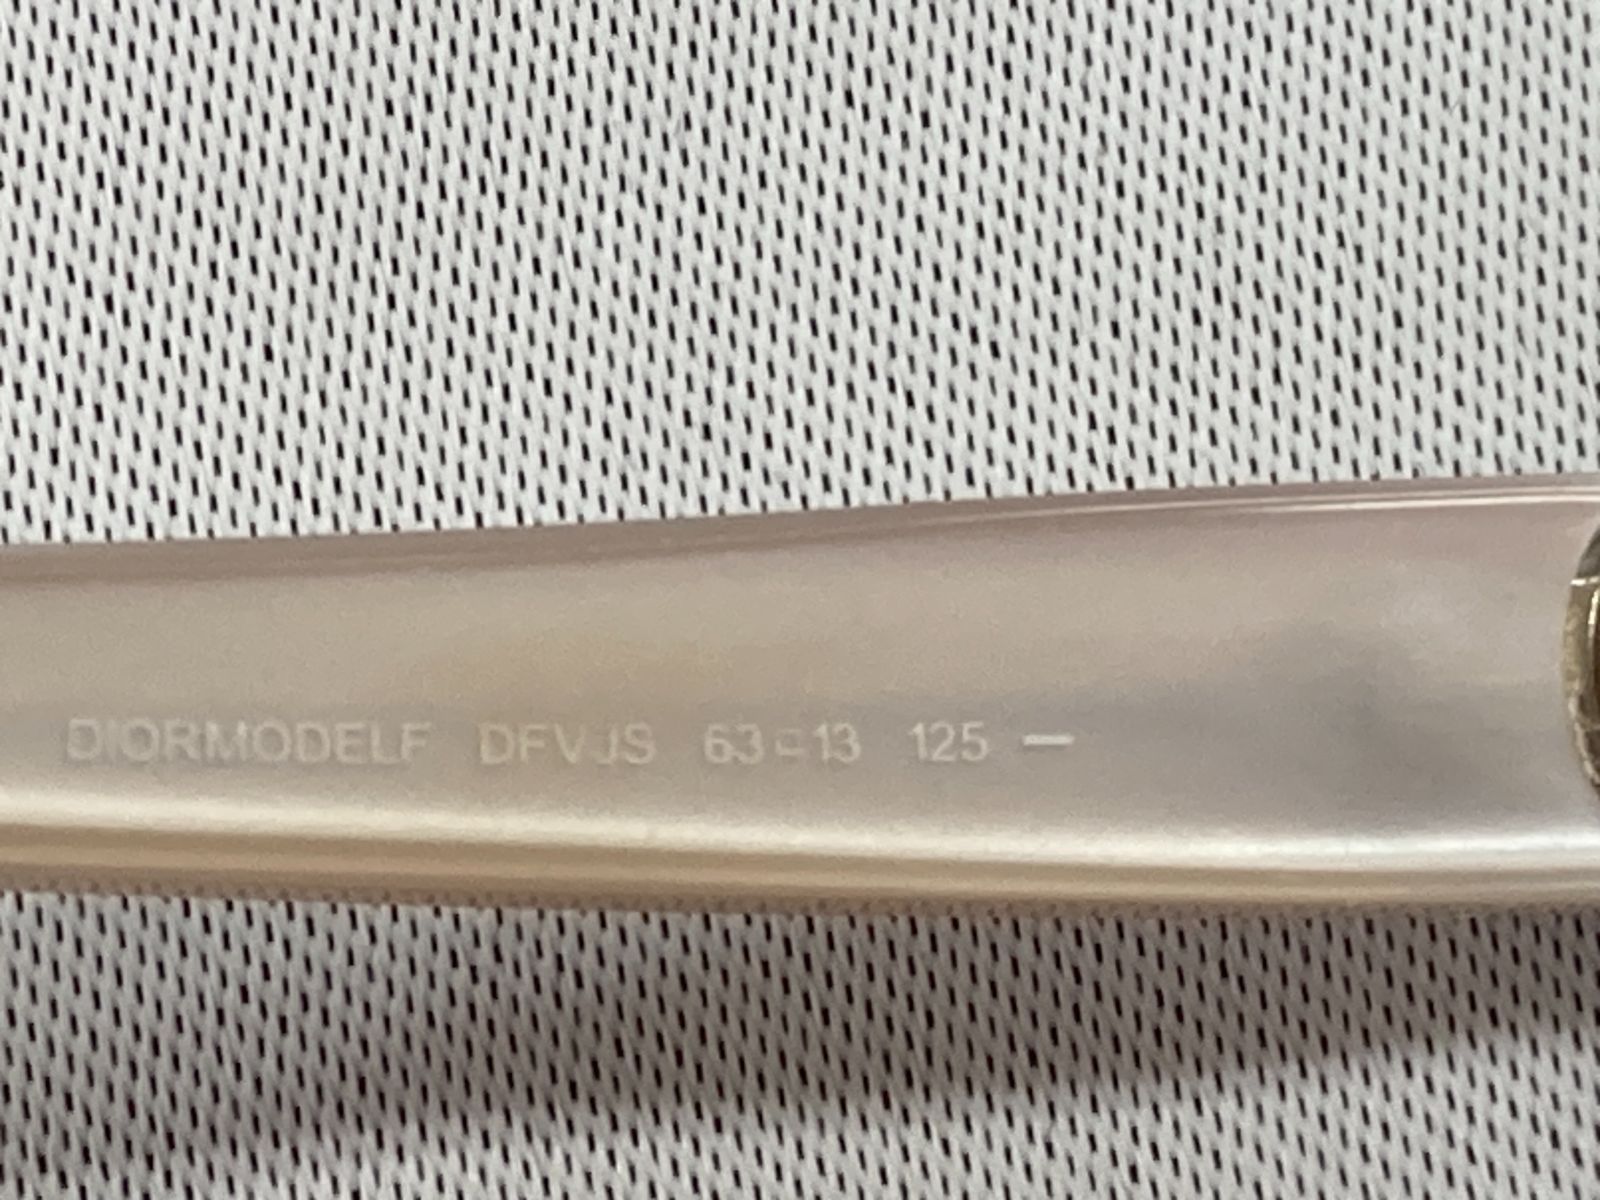 DIORMODELF DFVJS 63□13 125 —